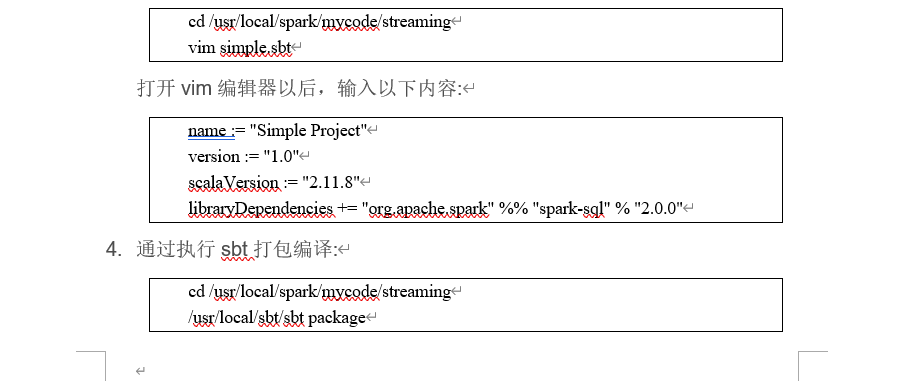 cd /usr/local/spark/mycode/streaming
vim simple.sbt
打开 vim 编辑器以后，输入以下内容:
name := "Simple Project"
version := "1.0"
scalaVersion := "2.11.8"
libraryDependencies += "org.apache.spark" %% "spark-sql" % "2.0.0"
4. 通过执行 sbt 打包编译:
cd /usr/local/spark/mycode/streaming
/usr/local/sbt/sbt package